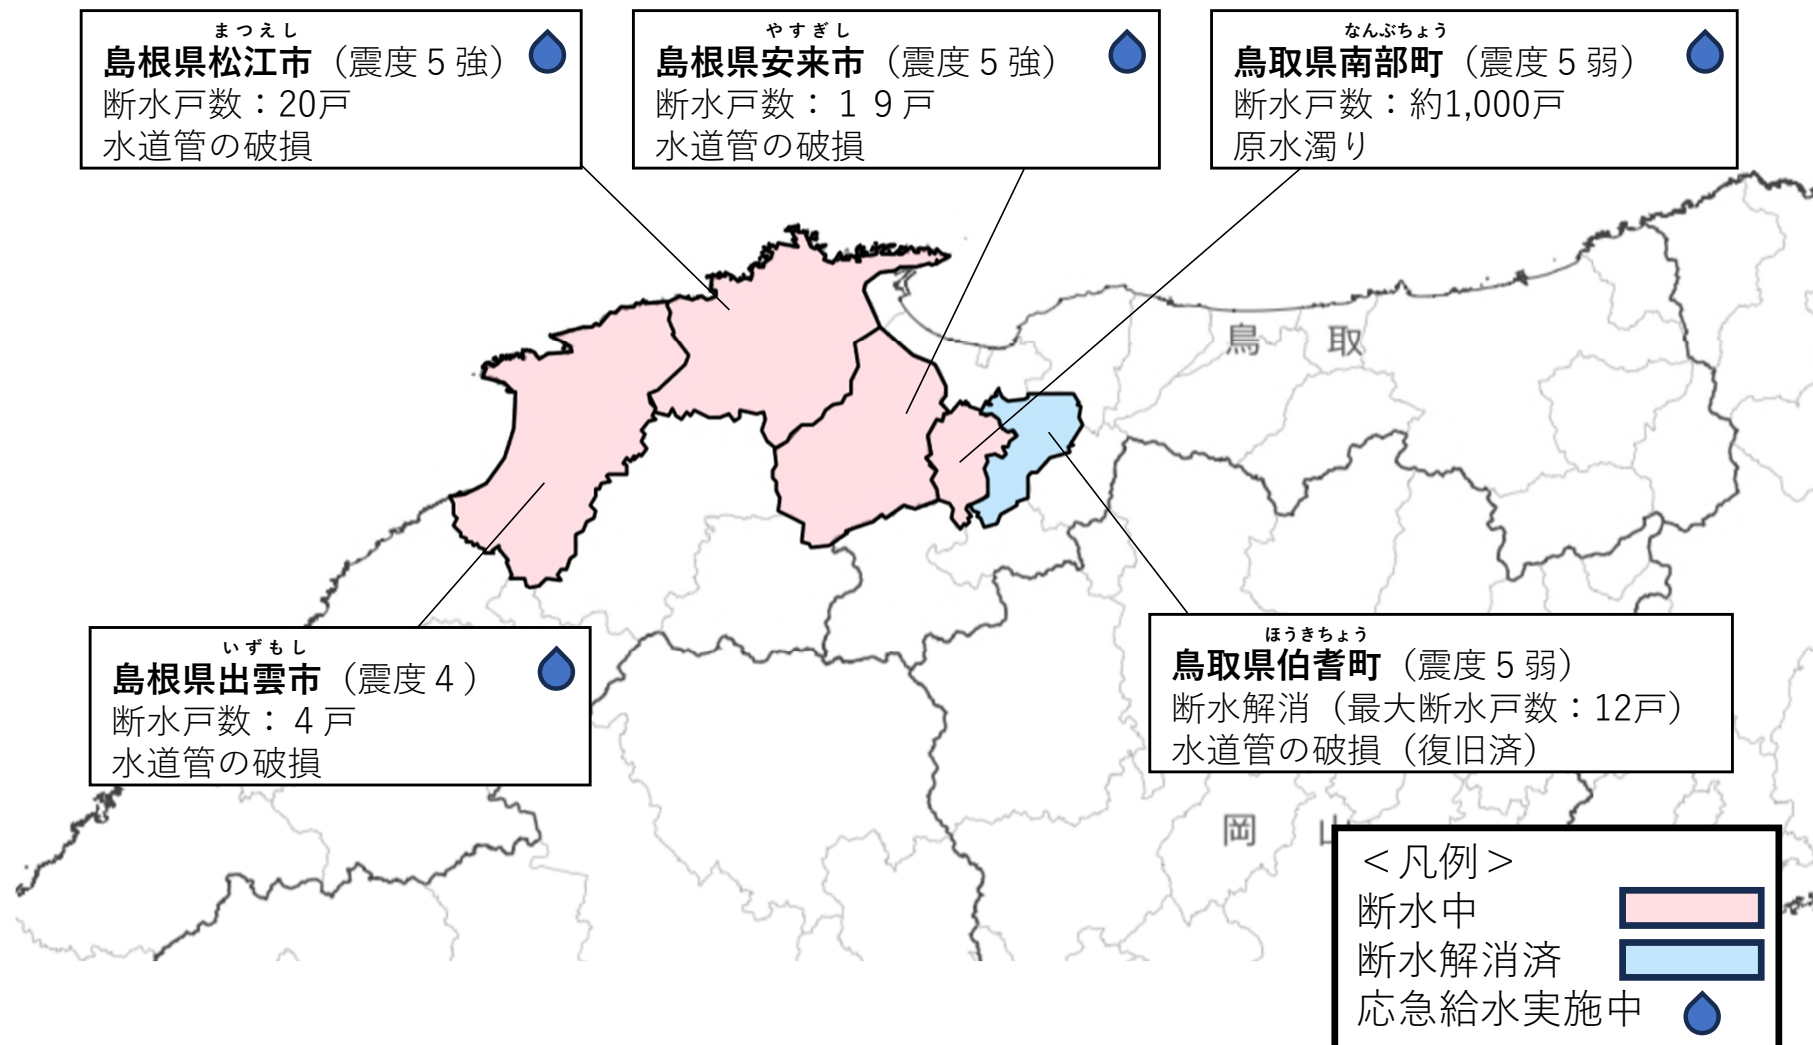 まつえし
島根県松江市（震度５強）
断水戸数：20戸
水道管の破損
やすぎし
島根県安来市（震度５強）
断水戸数：１９戸
水道管の破損
なんぶちょう
鳥取県南部町（震度５弱）
断水戸数：約1,000戸
原水濁り
鳥取
いずもし
島根県出雲市（震度４）
断水戸数：４戸
水道管の破損
ほうきちょう
鳥取県伯耆町（震度５弱）
断水解消（最大断水戸数：12戸）
水道管の破損（復旧済）
岡山
＜凡例＞
断水中
断水解消済
応急給水実施中